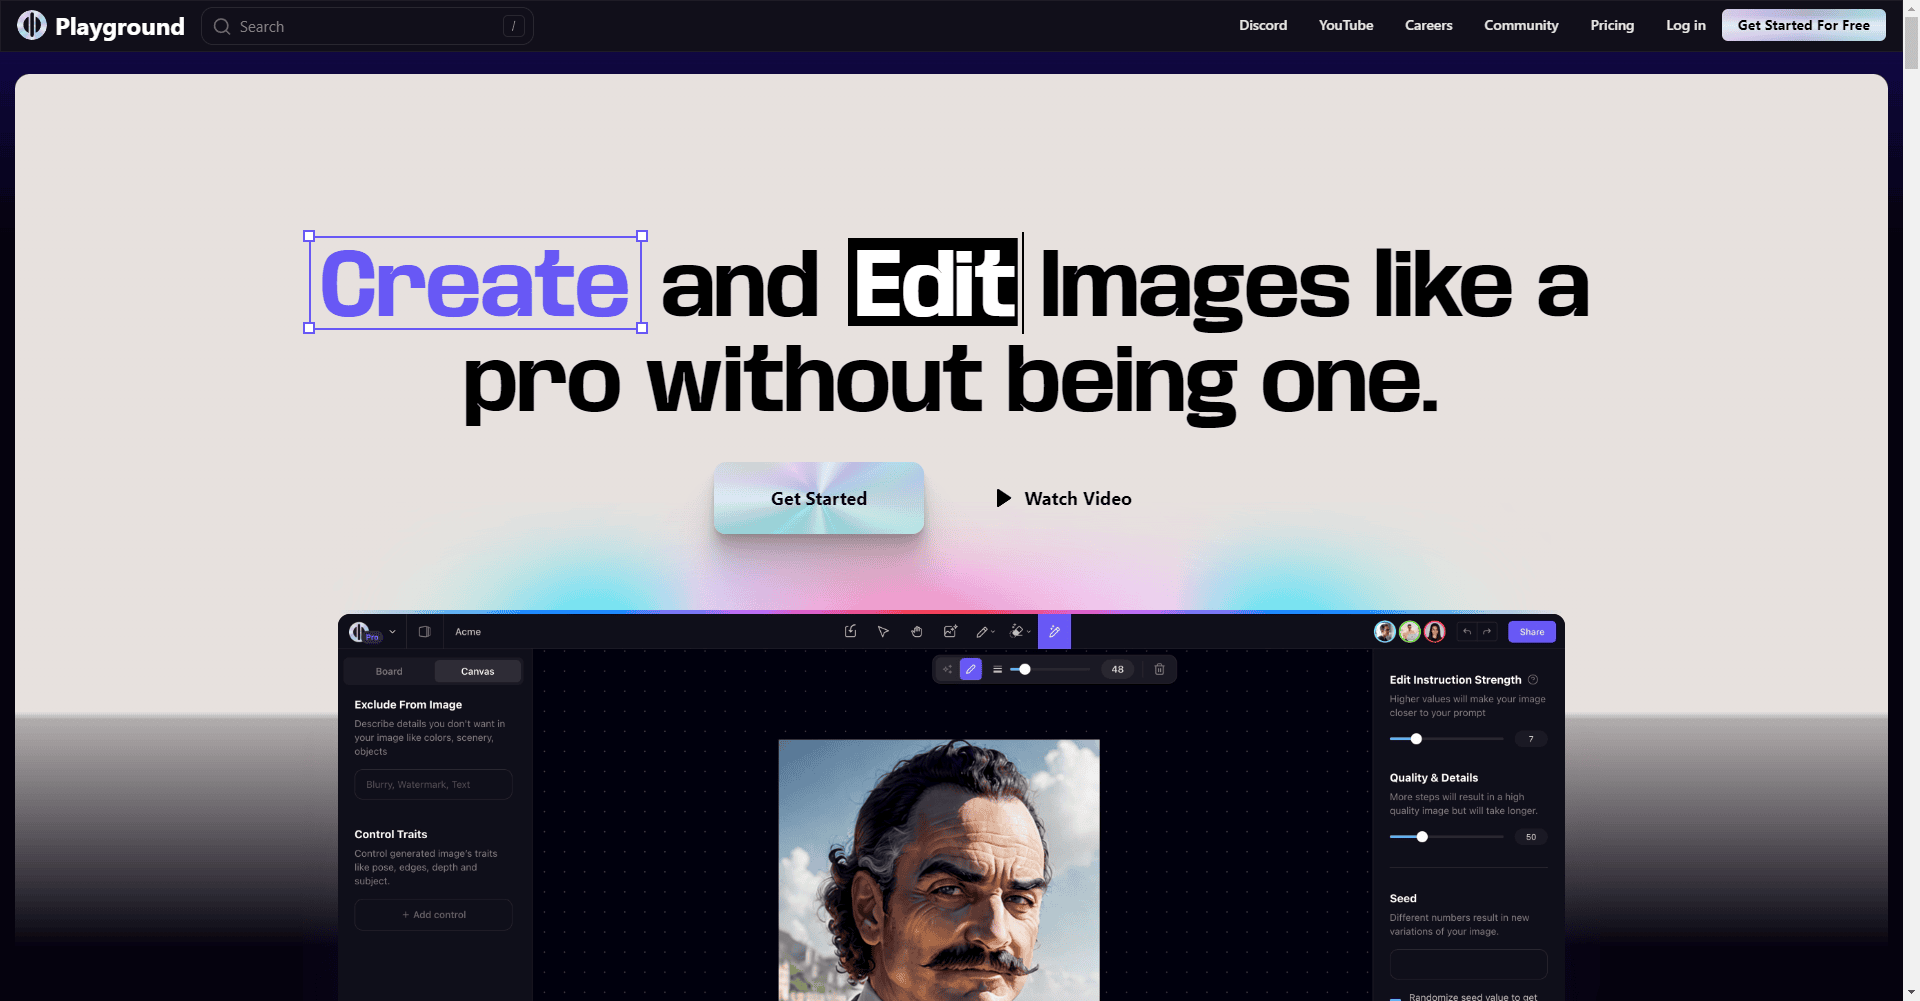 Playground
Search
/
Discord
YouTube
Careers
Community
Pricing
Log in
Get Started For Free
Create and Edit Images like a
pro without being one.
Get Started
Watch Video
Pro
Acme
Share
Board
Canvas
48
Exclude From Image
Describe details you don't want in
your image like colors, scenery,
objects
Blurry, Watermark, Text
Control Traits
Control generated image's traits
like pose, edges, depth and
subject.
+ Add control
Edit Instruction Strength
Higher values will make your image
closer to your prompt
7
Quality & Details
More steps will result in a high
quality image but will take longer.
50
Seed
Different numbers result in new
variations of your image.
Randomize seed value to get